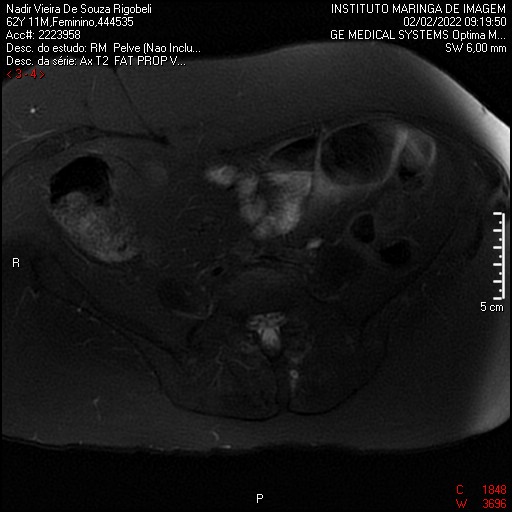 Nadir Vieira De Souza Rigobeli
62Y 11M,Feminino,444535
Acc#: 2223958
Desc. do estudo: RM Pelve (Nao Inclu...
Desc. da série: Ax T2 FAT PROP V...
< 3 - 4 >
INSTITUTO MARINGA DE IMAGEM
02/02/2022 09:19:50
GE MEDICAL SYSTEMS Optima M...
SW 6,00 mm
R
5 cm
P
C 1848
W 3696